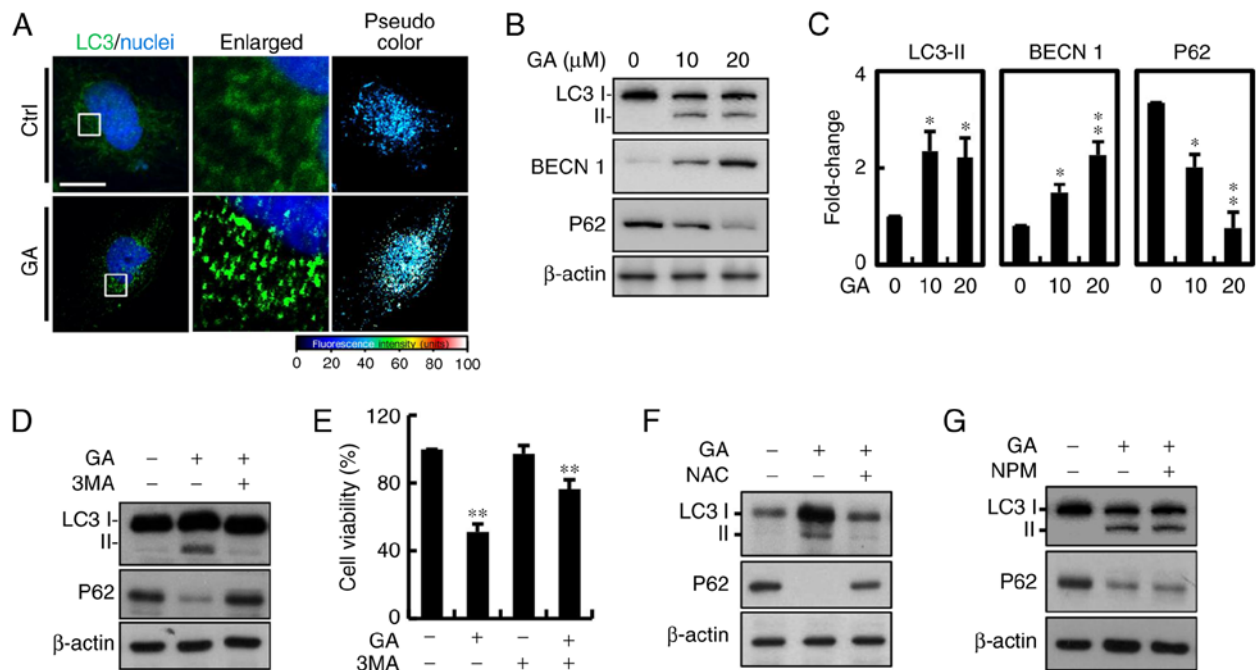 A
LC3/nuclei
Enlarged
Pseudo
color
Ctrl
GA
Fluorescence intensity (units)
0 20 40 60 80 100
B
GA (μM) 0 10 20
LC3 I-
II-
BECN 1
P62
β-actin
C
LC3-II BECN 1 P62
Fold-change
4
2
0
* *
* **
* **
GA 0 10 20 0 10 20 0 10 20
D
GA – + +
3MA – – +
LC3 I-
II-
P62
β-actin
E
Cell viability (%)
120
80
40
0
** **
GA – + – +
3MA – – + +
F
GA – + +
NAC – – +
LC3 I
II
P62
β-actin
G
GA – + +
NPM – – +
LC3 I
II
P62
β-actin